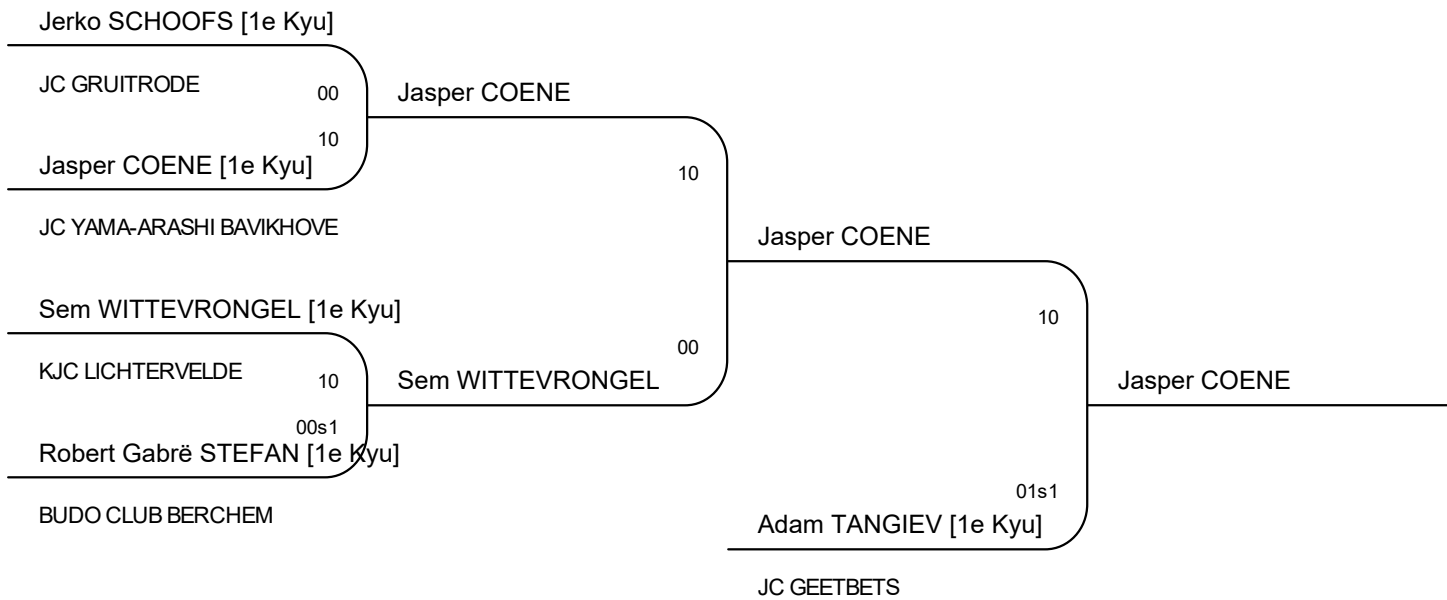 Jerko SCHOOFS [1e Kyu]
JC GRUITRODE
00
Jasper COENE
10
Jasper COENE [1e Kyu]
10
JC YAMA-ARASHI BAVIKHOVE
Jasper COENE
Sem WITTEVRONGEL [1e Kyu]
10
00
KJC LICHTERVELDE
10
Sem WITTEVRONGEL
Jasper COENE
00s1
Robert Gabrë STEFAN [1e Kyu]
01s1
BUDO CLUB BERCHEM
Adam TANGIEV [1e Kyu]
JC GEETBETS